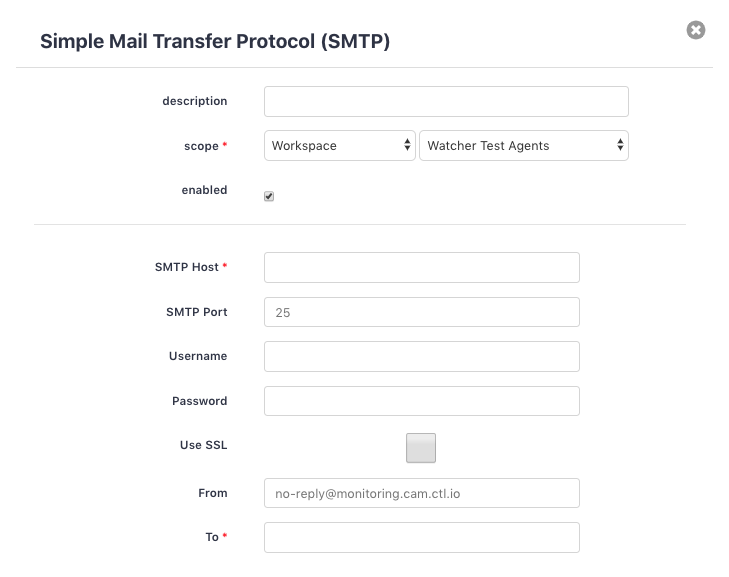 Simple Mail Transfer Protocol (SMTP)
description
scope * Workspace Watcher Test Agents
enabled
SMTP Host *
SMTP Port 25
Username
Password
Use SSL
From no-reply@monitoring.cam.ctl.io
To *